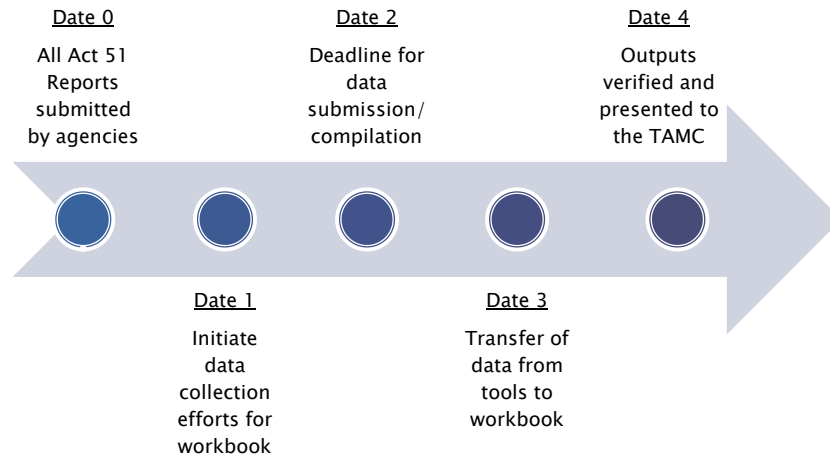 Date 0
All Act 51
Reports
submitted
by agencies
Date 1
Initiate
data
collection
efforts for
workbook
Date 2
Deadline for
data
submission/
compilation
Date 3
Transfer of
data from
tools to
workbook
Date 4
Outputs
verified and
presented to
the TAMC